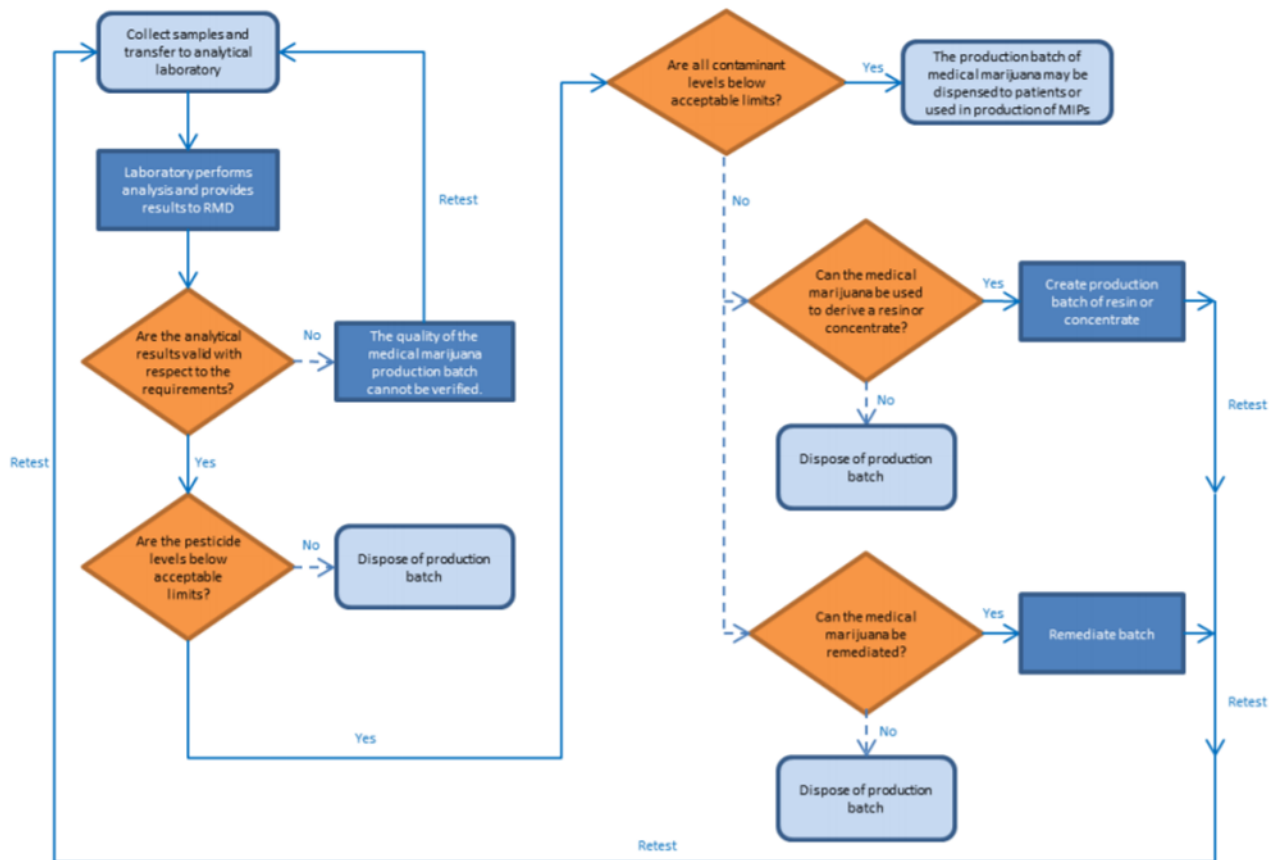 Collect samples and
transfer to analytical
laboratory
Laboratory performs
analysis and provides
results to RMD
Retest
Are the analytical
results valid with
respect to the
requirements?
No
The quality of the
medical marijuana
production batch
cannot be verified.
Retest
Yes
Are the pesticide
levels below
acceptable
limits?
No
Dispose of production
batch
Yes
Are all contaminant
levels below
acceptable limits?
Yes
The production batch of
medical marijuana may be
dispensed to patients or
used in production of MIPs
No
Can the medical
marijuana be used
to derive a resin or
concentrate?
Yes
Create production
batch of resin or
concentrate
Retest
No
Dispose of production
batch
Can the medical
marijuana be
remediated?
Yes
Remediate batch
Retest
No
Dispose of production
batch
Retest